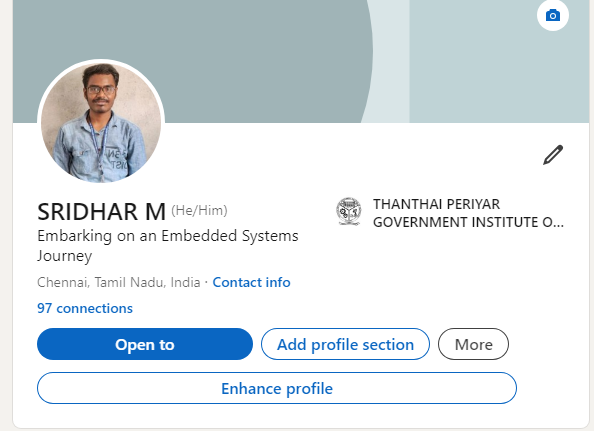 SRIDHAR M (He/Him)
Embarking on an Embedded Systems
Journey
THANTHAI PERIYAR
GOVERNMENT INSTITUTE O...
Chennai, Tamil Nadu, India · Contact info
97 connections
Open to
Add profile section
More
Enhance profile